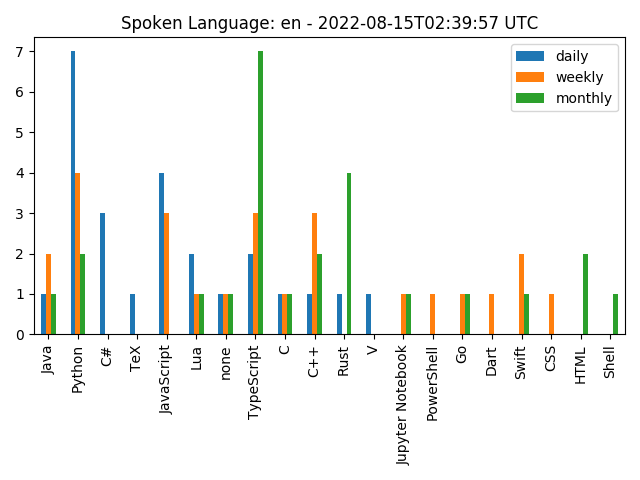 Spoken Language: en - 2022-08-15T02:39:57 UTC
daily
weekly
monthly
7
6
5
4
3
2
1
0
Java
Python
C#
TeX
JavaScript
Lua
none
TypeScript
C
C++
Rust
V
Jupyter Notebook
PowerShell
Go
Dart
Swift
CSS
HTML
Shell